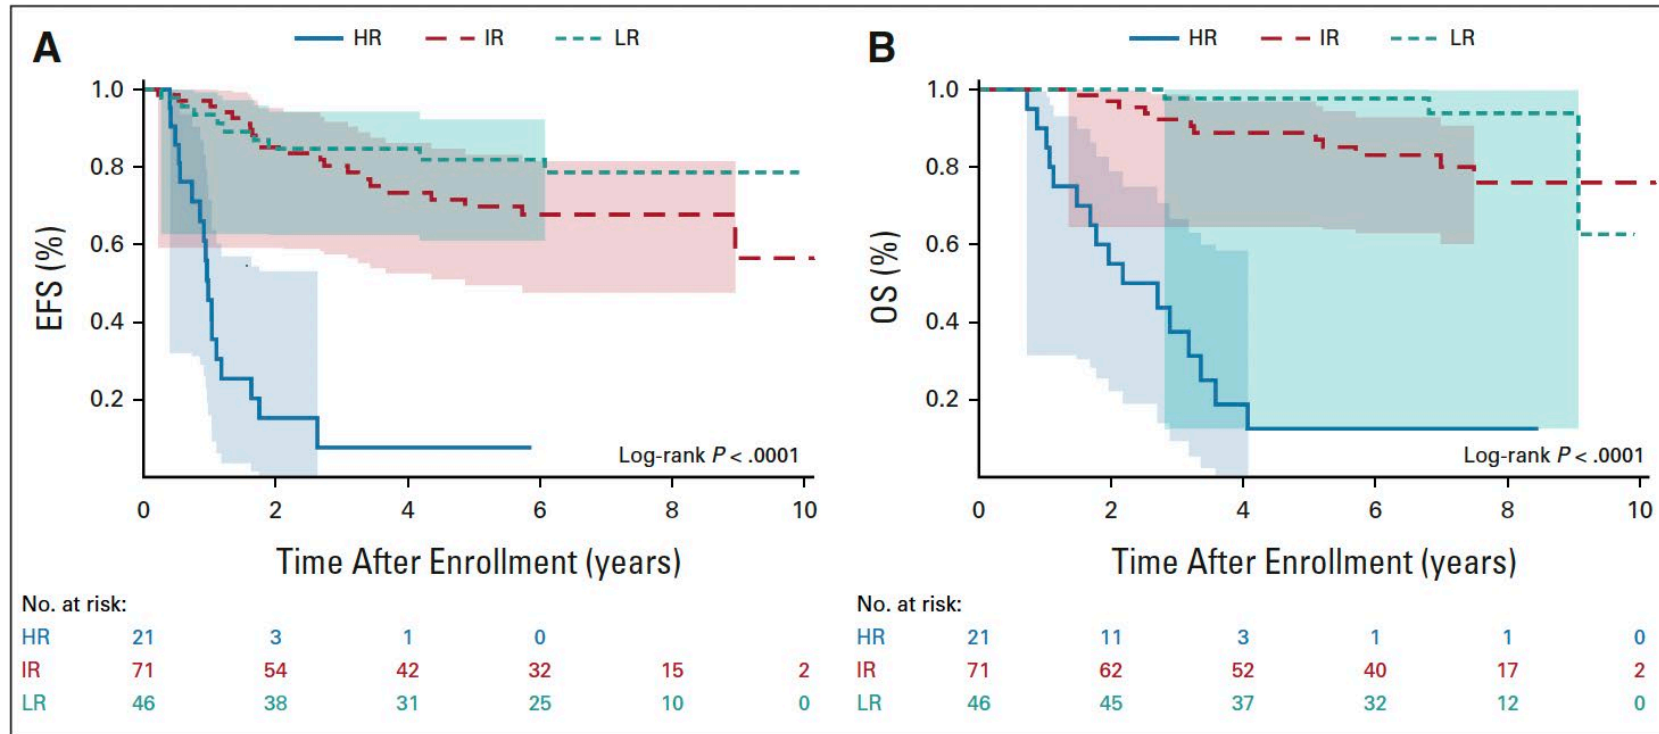 A
HR IR LR
1.0
0.8
0.6
0.4
0.2
EFS (%)
Log-rank P < .0001
0 2 4 6 8 10
Time After Enrollment (years)
No. at risk:
HR 21 3 1 0
IR 71 54 42 32 15 2
LR 46 38 31 25 10 0
B
HR IR LR
1.0
0.8
0.6
0.4
0.2
OS (%)
Log-rank P < .0001
0 2 4 6 8 10
Time After Enrollment (years)
No. at risk:
HR 21 11 3 1 1 0
IR 71 62 52 40 17 2
LR 46 45 37 32 12 0